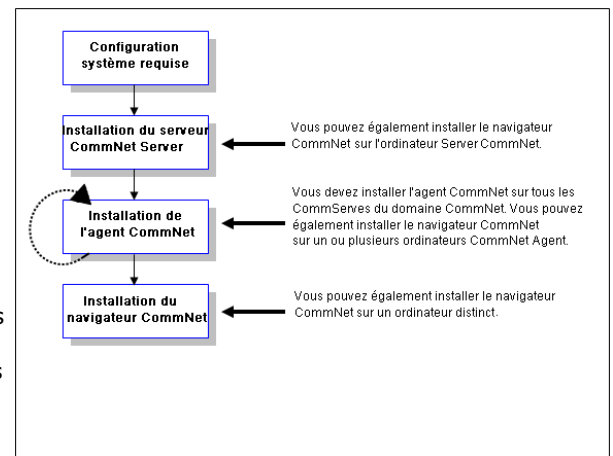 Configuration
système requise
Installation du serveur
CommNet Server
Vous pouvez également installer le navigateur
CommNet sur l'ordinateur Server CommNet.
Installation de
l'agent CommNet
Vous devez installer l'agent CommNet sur tous les
CommServes du domaine CommNet. Vous pouvez
également installer le navigateur CommNet
sur un ou plusieurs ordinateurs CommNet Agent.
Installation du
navigateur CommNet
Vous pouvez également installer le navigateur
CommNet sur un ordinateur distinct.
s
s